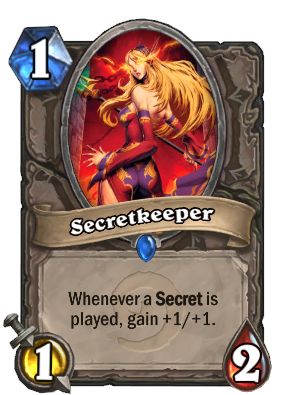 1
Secretkeeper
Whenever a Secret is
played, gain +1/+1.
1
2